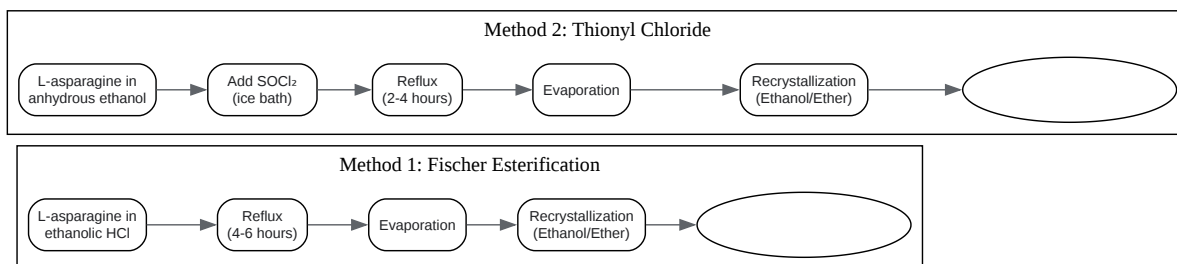 Method 2: Thionyl Chloride
L-asparagine in
anhydrous ethanol
Add SOCl₂
(ice bath)
Reflux
(2-4 hours)
Evaporation
Recrystallization
(Ethanol/Ether)
Method 1: Fischer Esterification
L-asparagine in
ethanolic HCl
Reflux
(4-6 hours)
Evaporation
Recrystallization
(Ethanol/Ether)